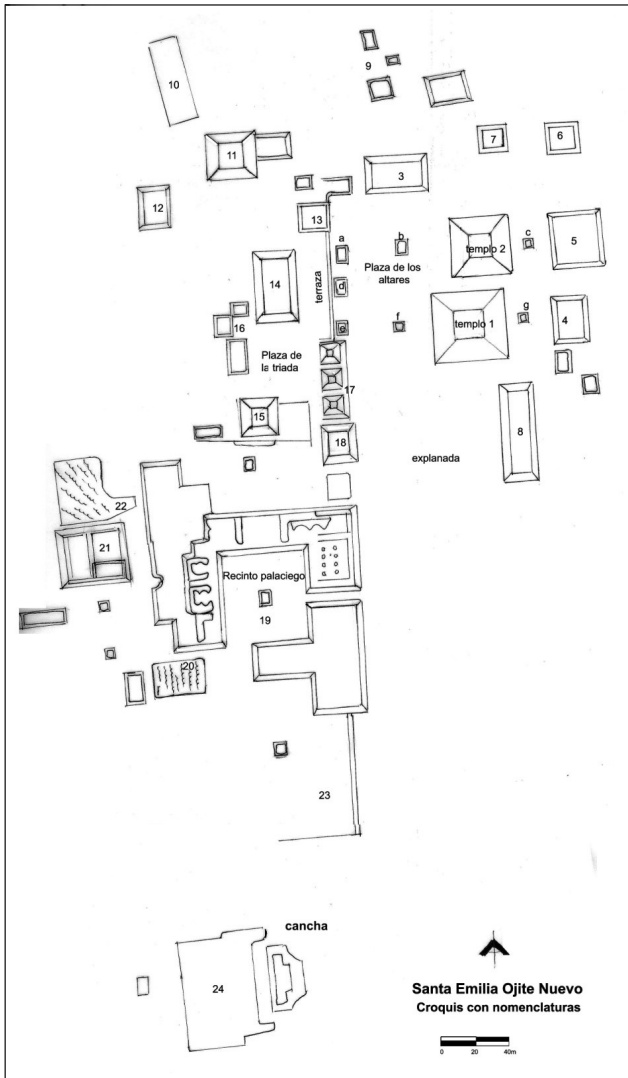 9
10
7
6
11
3
12
13
a
b
c
templo 2
5
Plaza de los
altares
14
terraza
d
16
e
f
templo 1
g
4
Plaza de
la triada
17
15
18
8
explanada
22
21
Recinto palaciego
19
20
23
cancha
24
Santa Emilia Ojite Nuevo
Croquis con nomenclaturas
0 20 40m